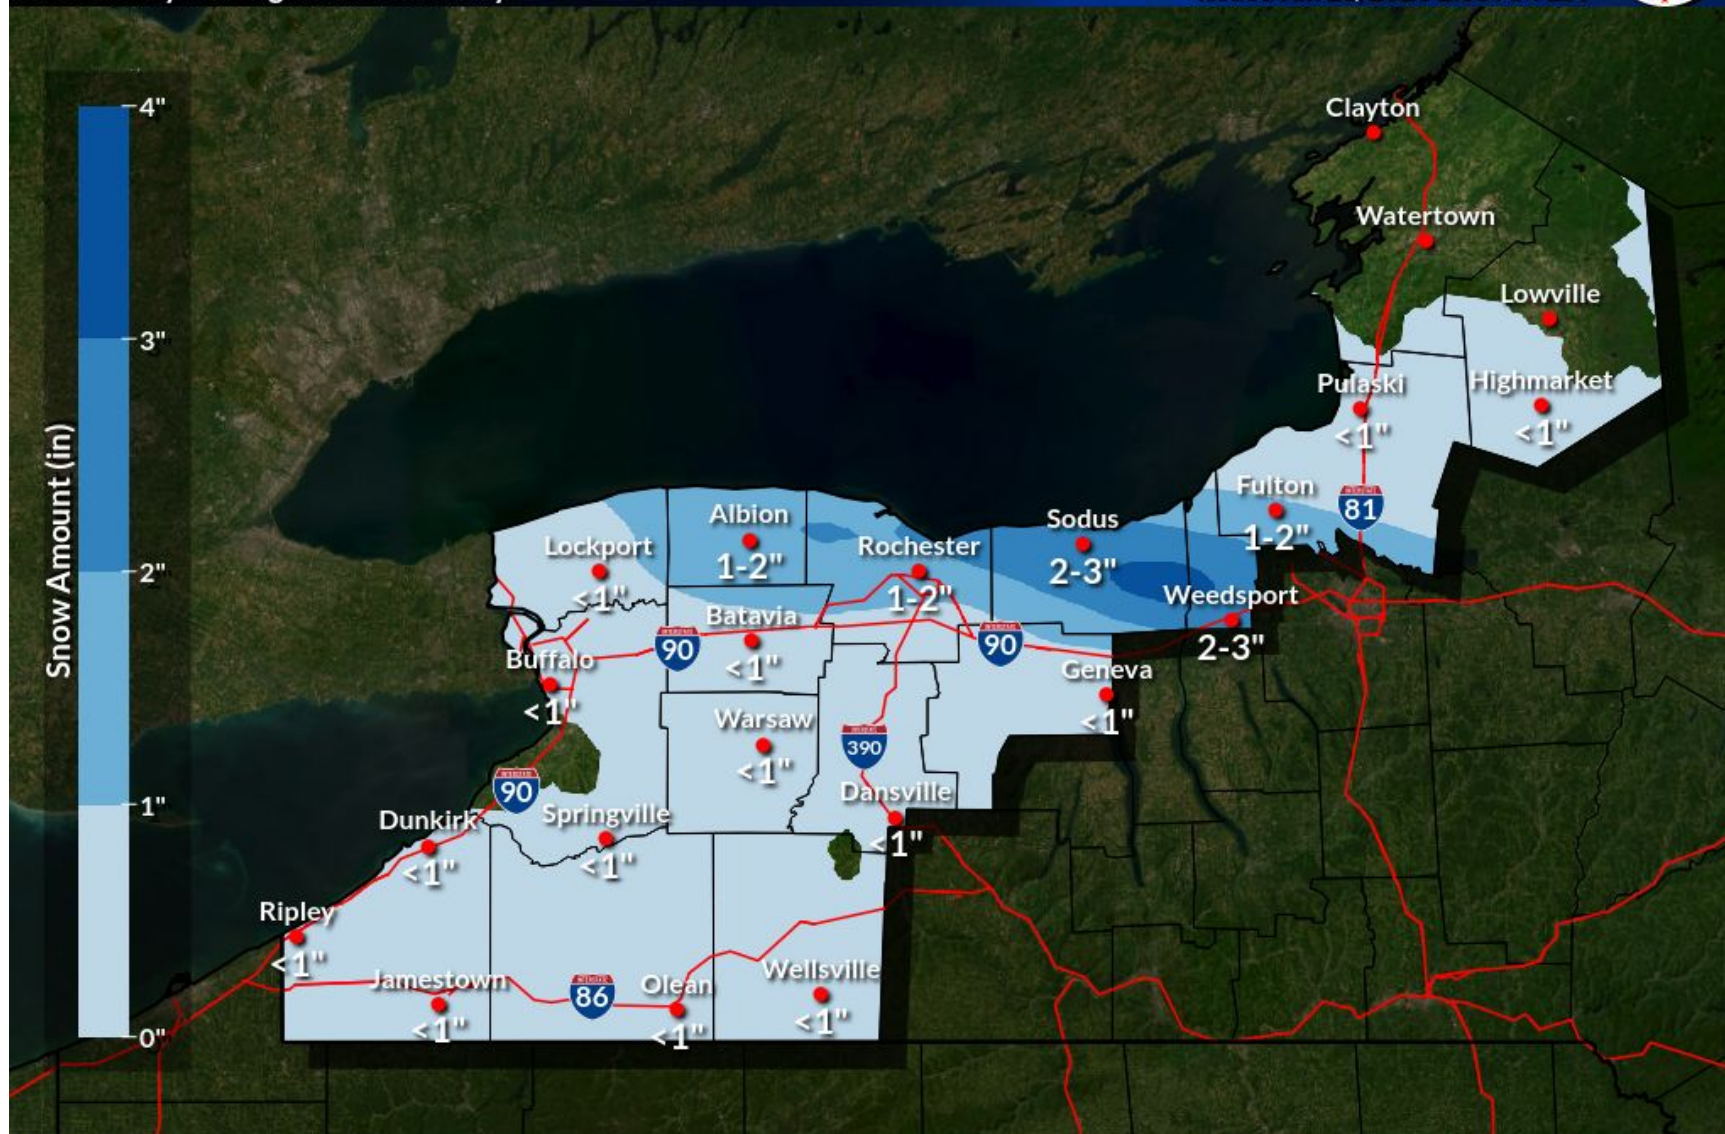 4"
3"
2"
1"
0"
Snow Amount (in)
Clayton
Watertown
Lowville
Pulaski
<1"
Highmarket
<1"
Fulton
1-2"
81
Albion
1-2"
Sodus
2-3"
Lockport
<1"
Rochester
1-2"
Weedsport
2-3"
Batavia
<1"
90
90
Buffalo
<1"
Geneva
<1"
Warsaw
<1"
390
90
Dansville
<1"
Dunkirk
<1"
Springville
<1"
Ripley
<1"
Jamestown
<1"
86
Olean
<1"
Wellsville
<1"